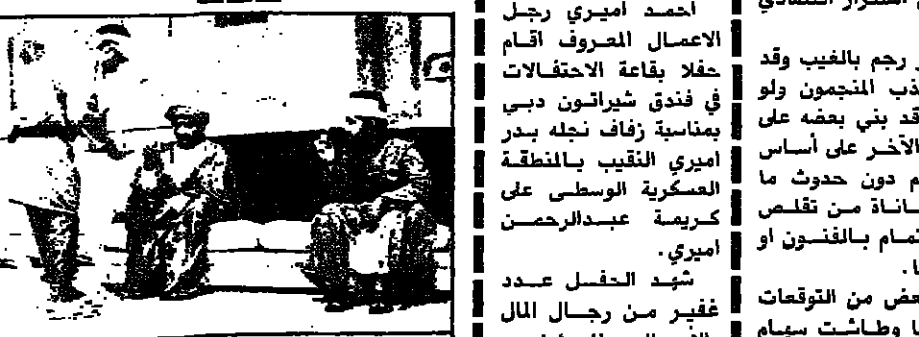 احمد اميري رجل
الاعمال المعروف اقام
حفلا بقاعة الاحتفالات
في فندق شيراتون دبي
بمناسبة زفاف نجله بدر
اميري النقيب بالمنطقة
العسكرية الوسطى على
كريمة عبدالرحمن
اميري.
شهد الحفل عدد
غفير من رجال المال
رجم بالغيب وقد
المنجمون ولو
قد بني بعضه على
الآخر على أساس
دون حدوث ما
من تقلص
بالفنون او
من التوقعات
وطاشت سهام